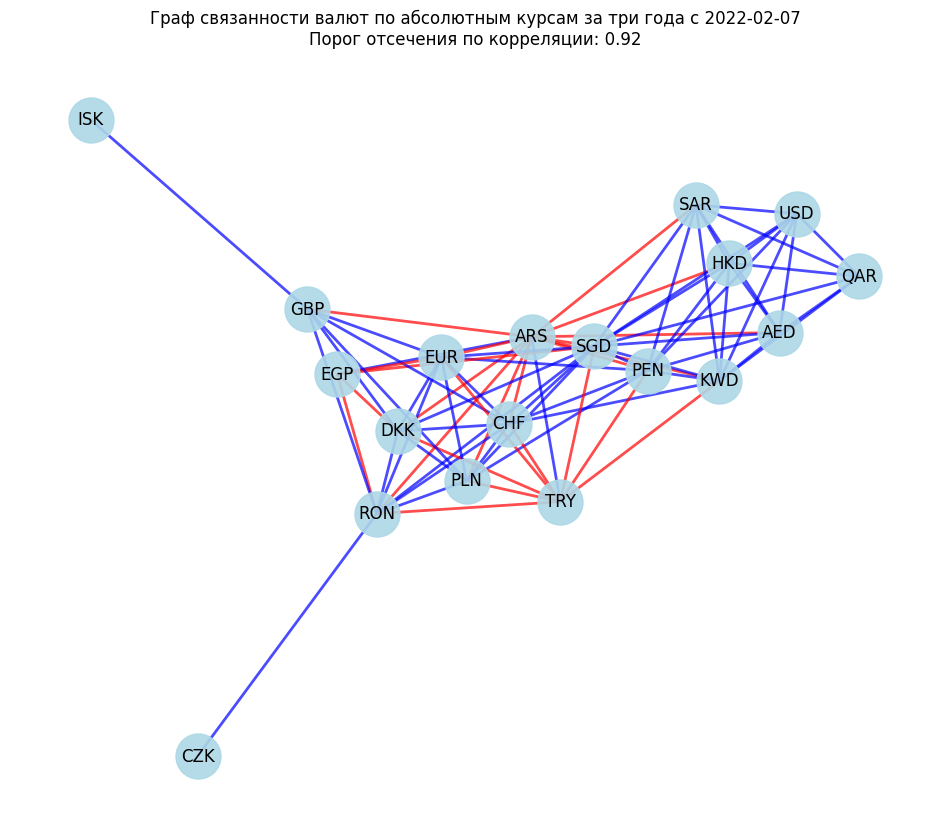 Граф связанности валют по абсолютным курсам за три года с 2022-02-07
Порог отсечения по корреляции: 0.92
ISK
SAR
USD
HKD
QAR
GBP
AED
ARS
SGD
EUR
PEN
EGP
KWD
CHF
DKK
PLN
TRY
RON
CZK